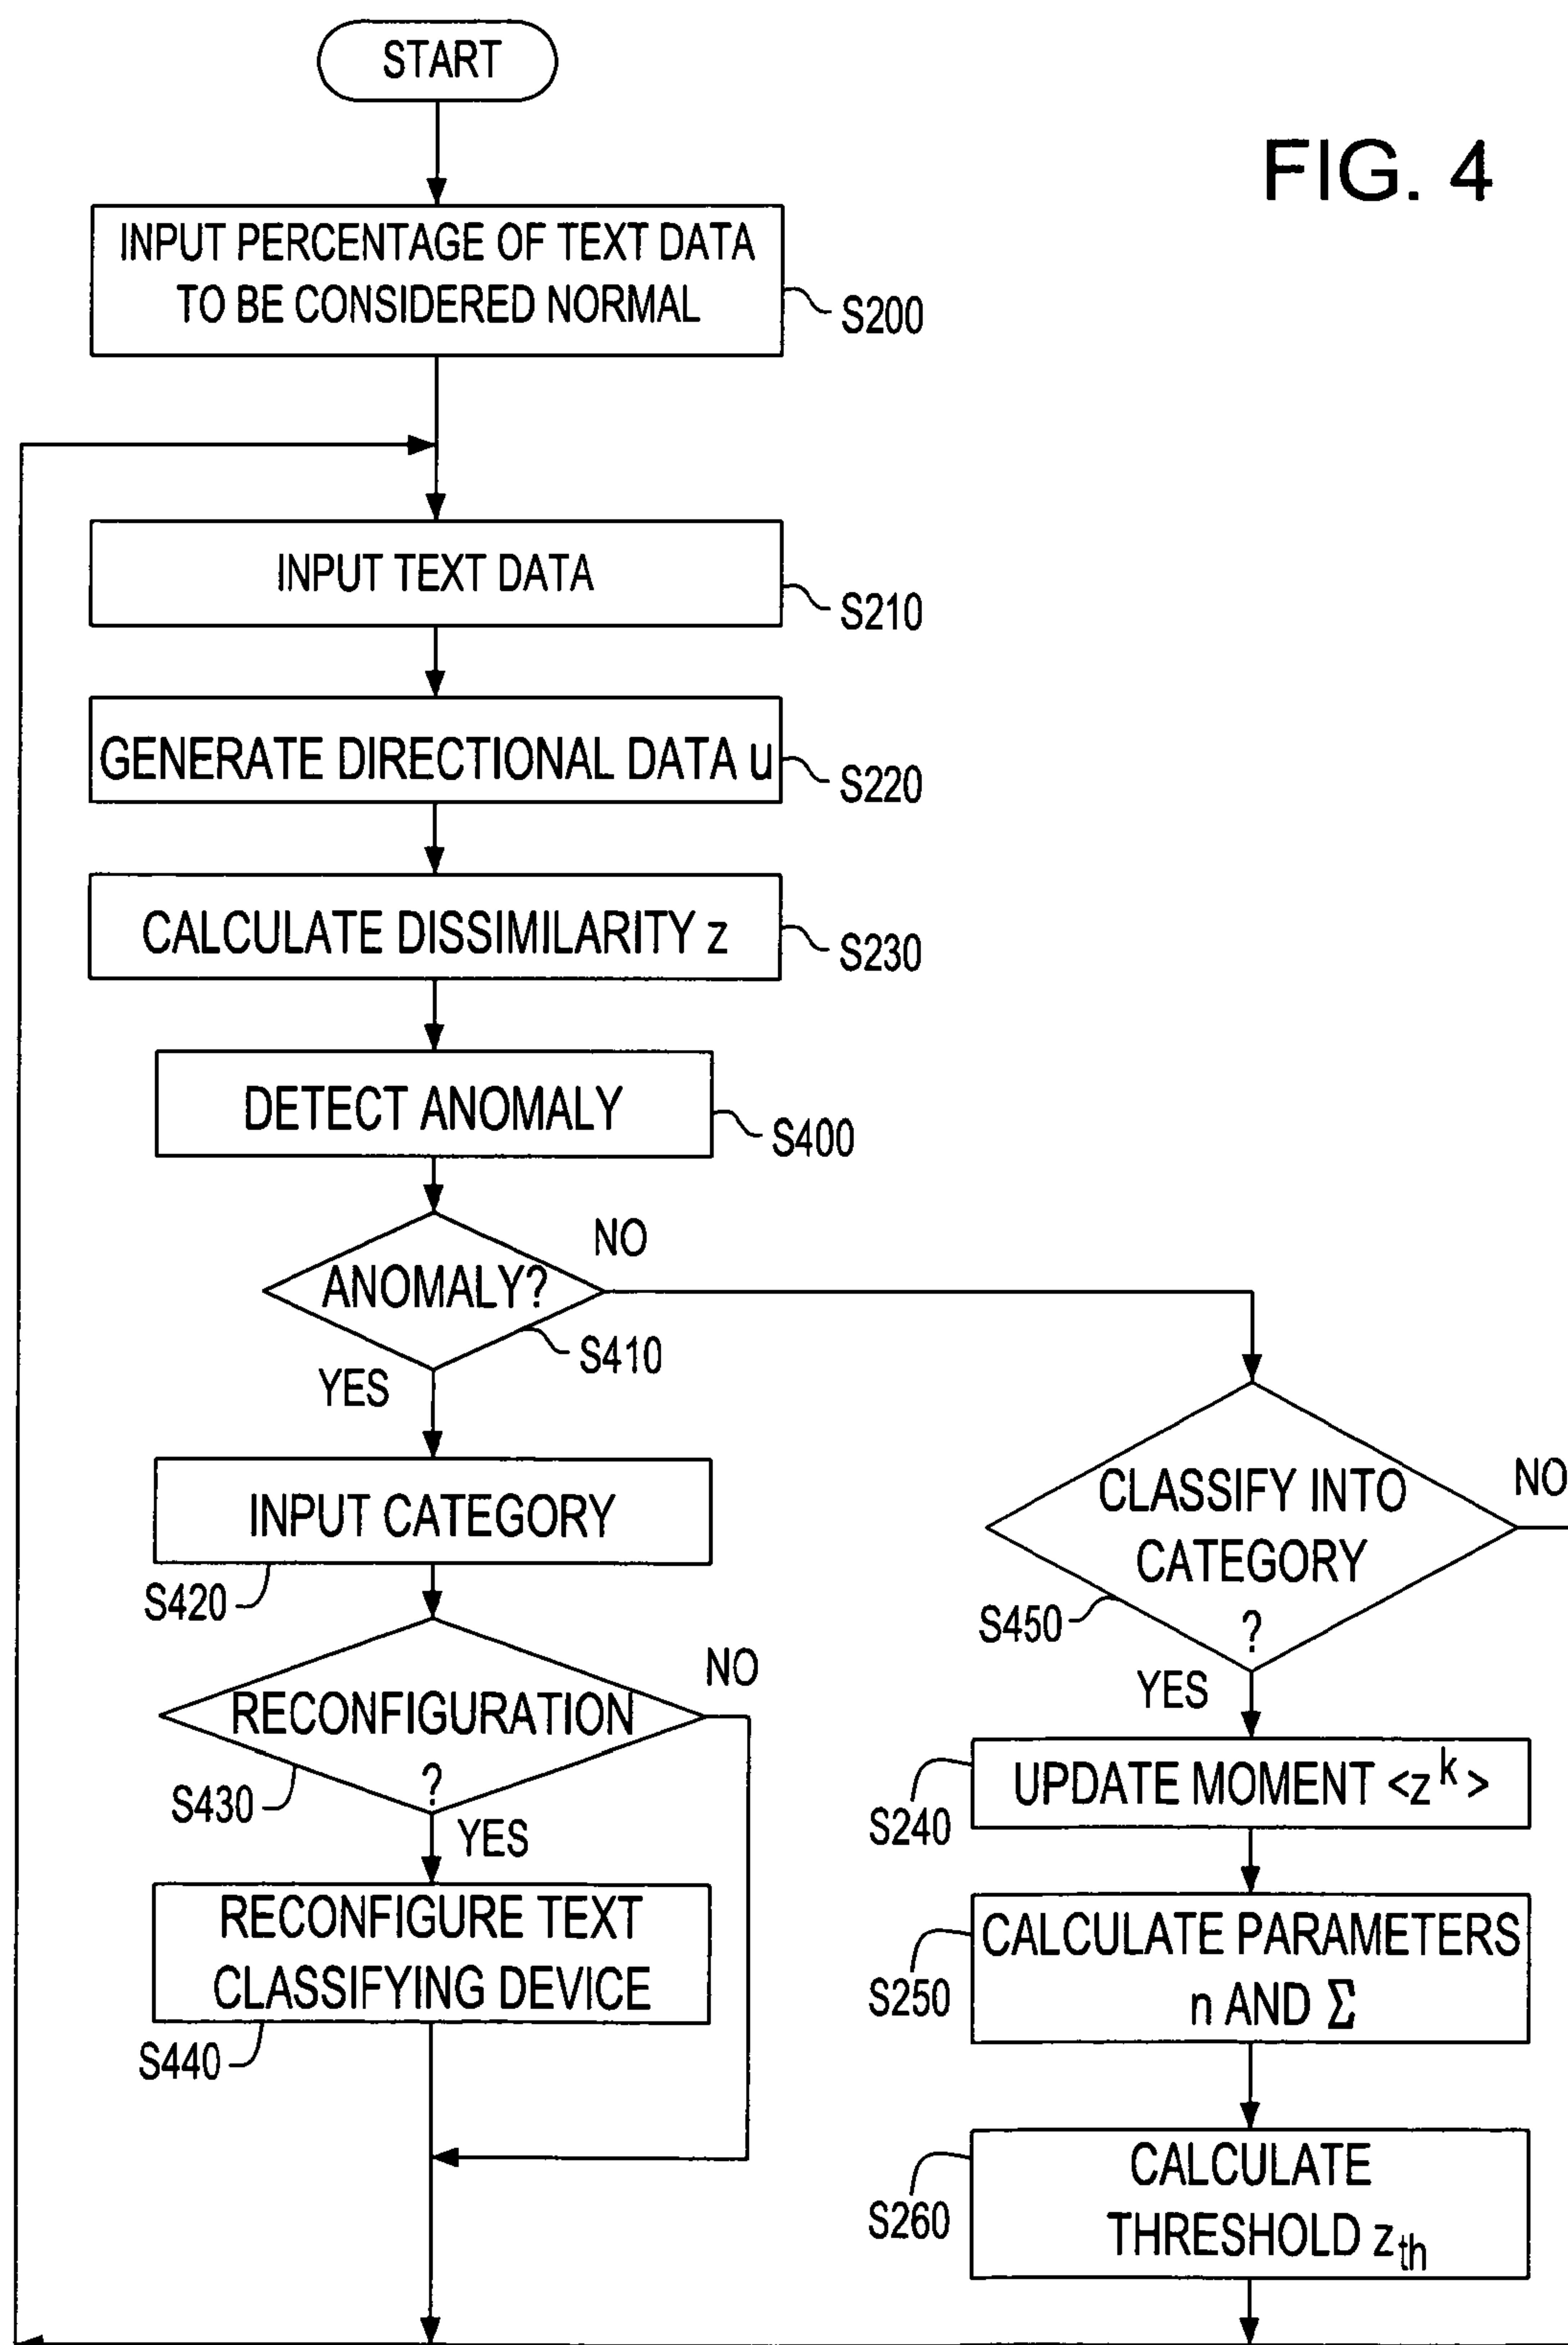 START
FIG. 4
INPUT PERCENTAGE OF TEXT DATA
TO BE CONSIDERED NORMAL
S200
INPUT TEXT DATA
S210
GENERATE DIRECTIONAL DATA u
S220
CALCULATE DISSIMILARITY z
S230
DETECT ANOMALY
S400
ANOMALY?
NO
S410
YES
INPUT CATEGORY
S420
RECONFIGURATION
?
NO
S430
YES
RECONFIGURE TEXT
CLASSIFYING DEVICE
S440
CLASSIFY INTO
CATEGORY
?
NO
S450
YES
UPDATE MOMENT <z^k>
S240
CALCULATE PARAMETERS
n AND Σ
S250
CALCULATE
THRESHOLD z_th
S260